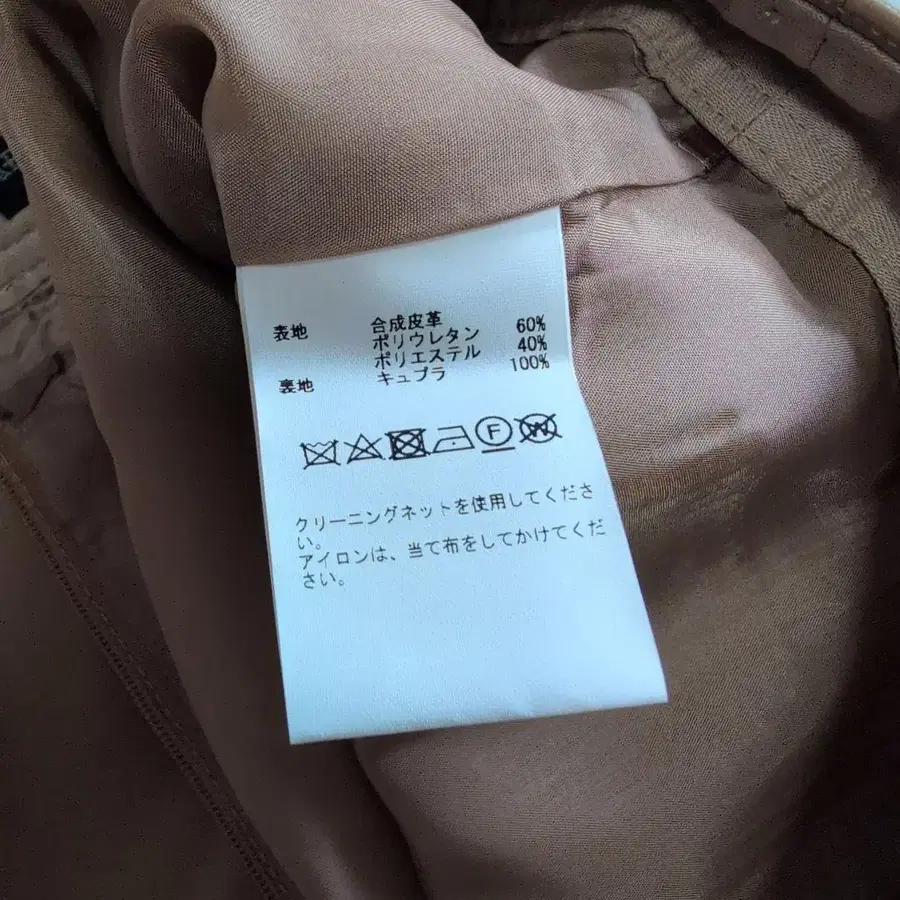 表地 合成皮革
ポリウレタン 60%
ポリエステル 40%
裏地 キュプラ 100%
F W
クリーニングネットを使用してくださ
い。
アイロンは、当て布をしてかけてくだ
さい。